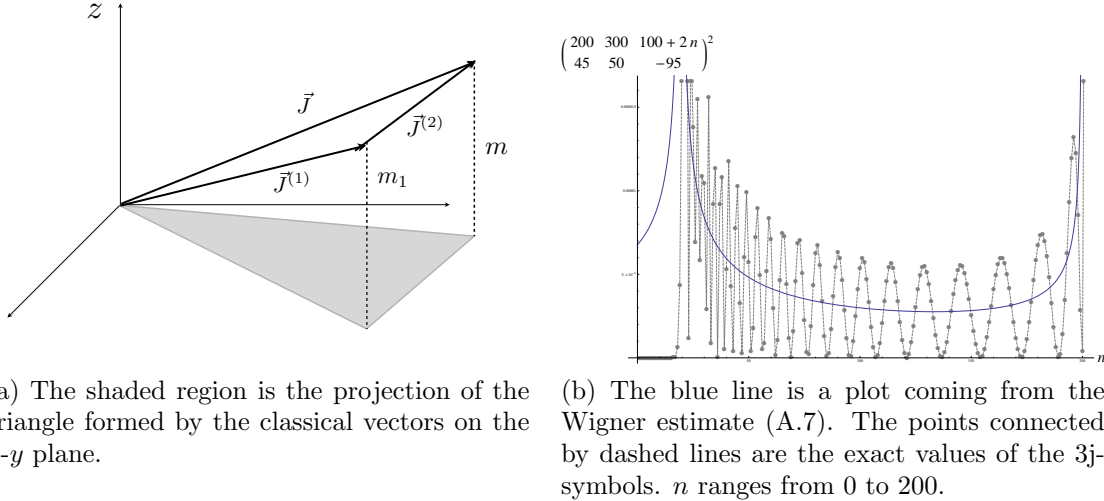 z
J⃗
J⃗(2)
m
m1
J⃗(1)
(200 300 100 + 2 n)2
(45 50 −95)
n
a) The shaded region is the projection of the
riangle formed by the classical vectors on the
-y plane.
(b) The blue line is a plot coming from the
Wigner estimate (A.7). The points connected
by dashed lines are the exact values of the 3j-
symbols. n ranges from 0 to 200.